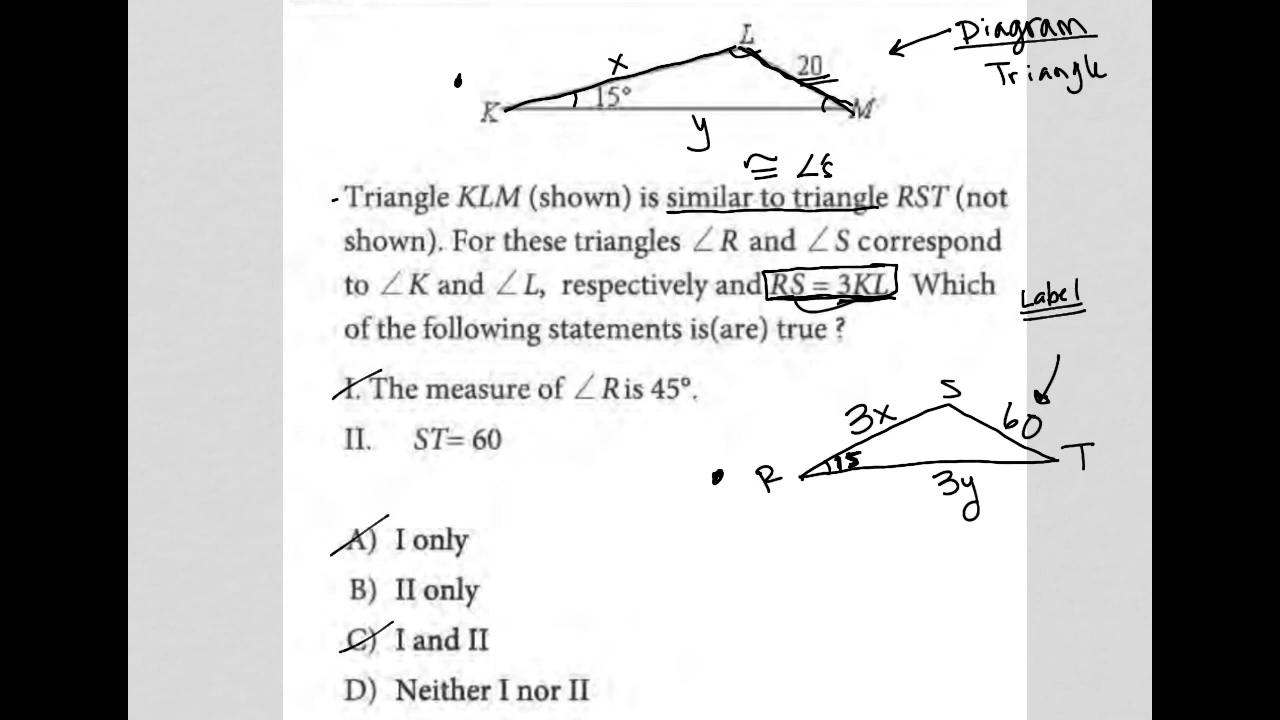 L
Diagram
Triangle
x
20
15°
K
M
y
≅ ∠s
Triangle KLM (shown) is similar to triangle RST (not
shown). For these triangles ∠R and ∠S correspond
to ∠K and ∠L, respectively and RS = 3KL. Which
of the following statements is(are) true ?
Label
I. The measure of ∠R is 45°.
II. ST= 60
S
3x
60
R
15
T
3y
A) I only
B) II only
C) I and II
D) Neither I nor II